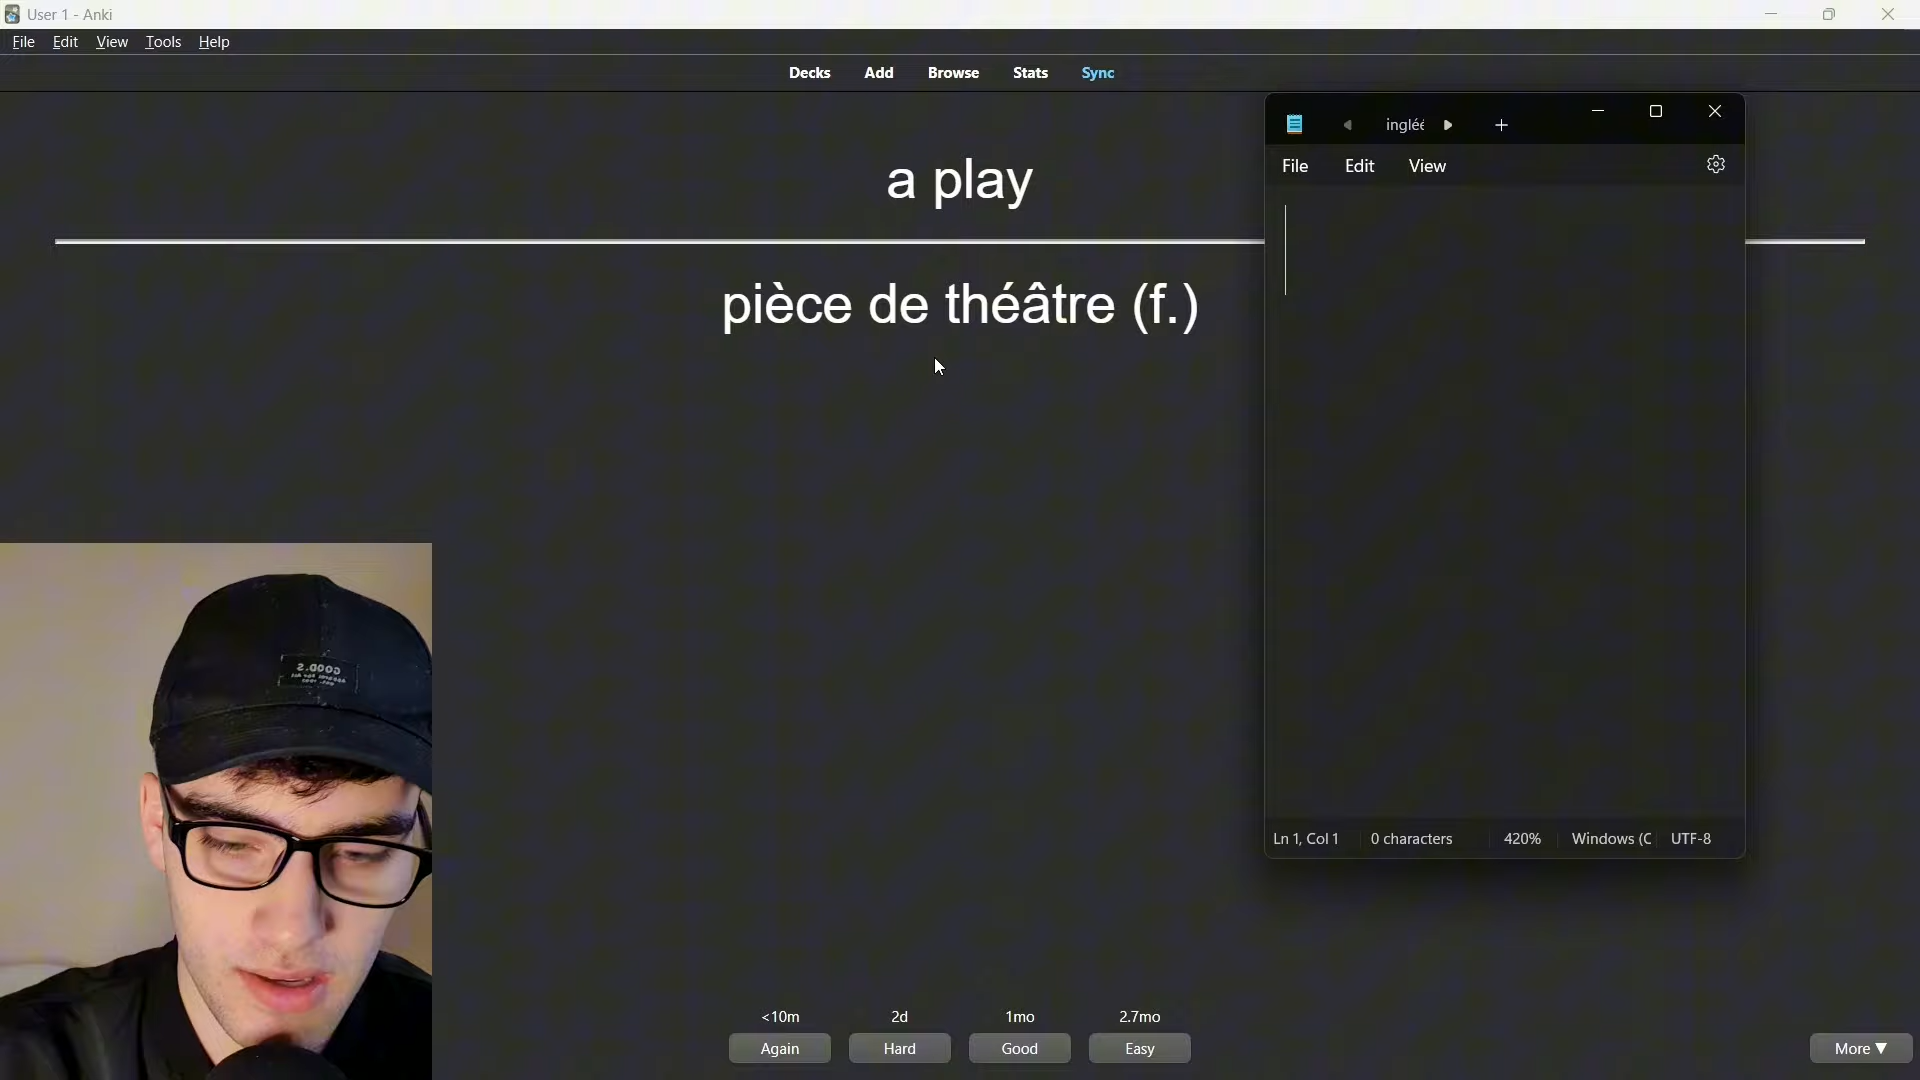 User 1 - Anki
File Edit View Tools Help
Decks Add Browse Stats Sync
a play
pièce de théâtre (f.)
inglé
File Edit View
Ln 1, Col 1 0 characters 420% Windows (C UTF-8
<10m 2d 1mo 2.7mo
Again Hard Good Easy
More